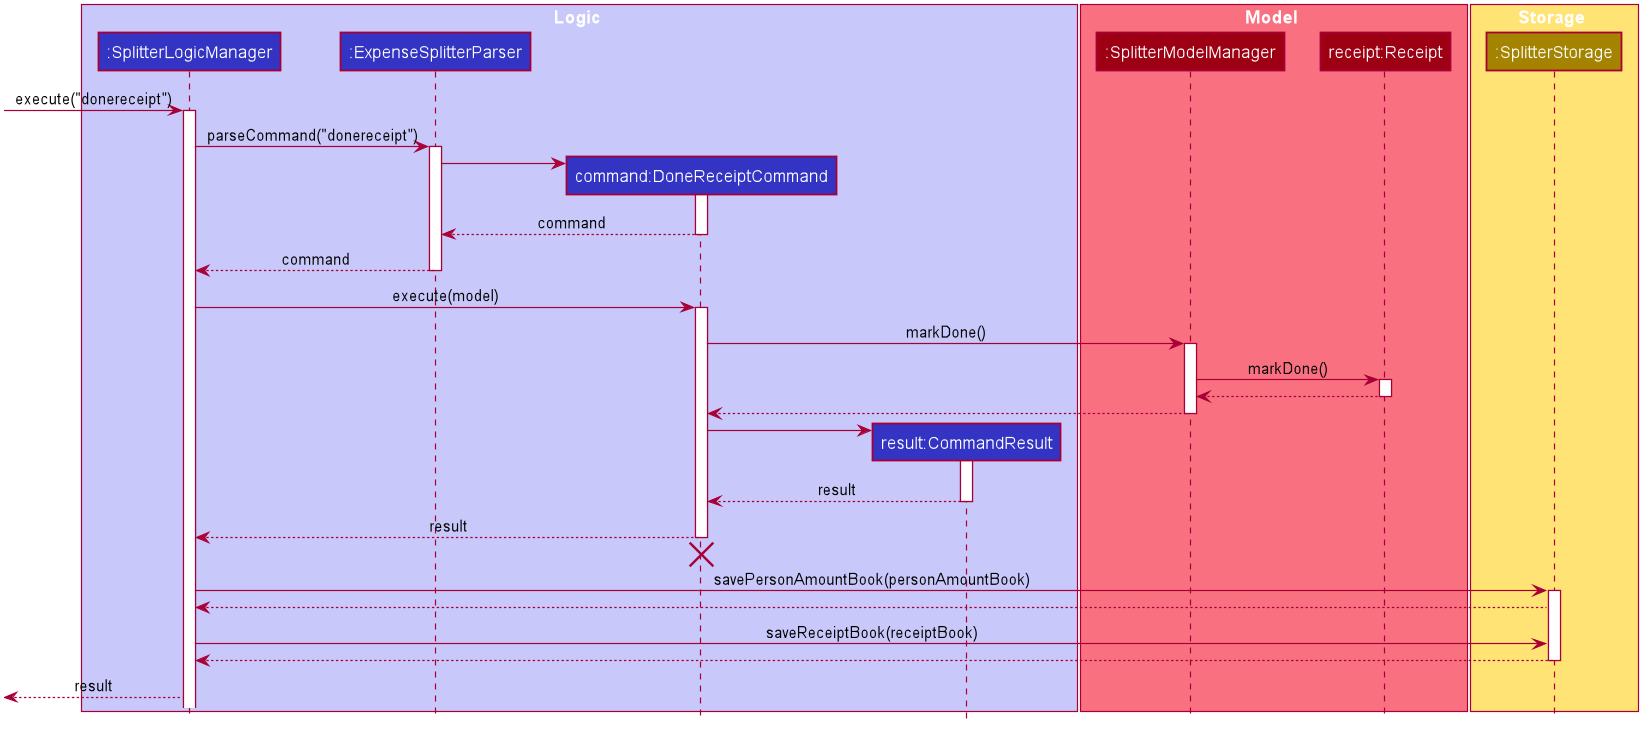 Logic
Model
Storage
:SplitterLogicManager
:ExpenseSplitterParser
:SplitterModelManager
receipt:Receipt
:SplitterStorage
execute("donereceipt")
parseCommand("donereceipt")
command:DoneReceiptCommand
command
command
execute(model)
markDone()
markDone()
result:CommandResult
result
result
savePersonAmountBook(personAmountBook)
saveReceiptBook(receiptBook)
result